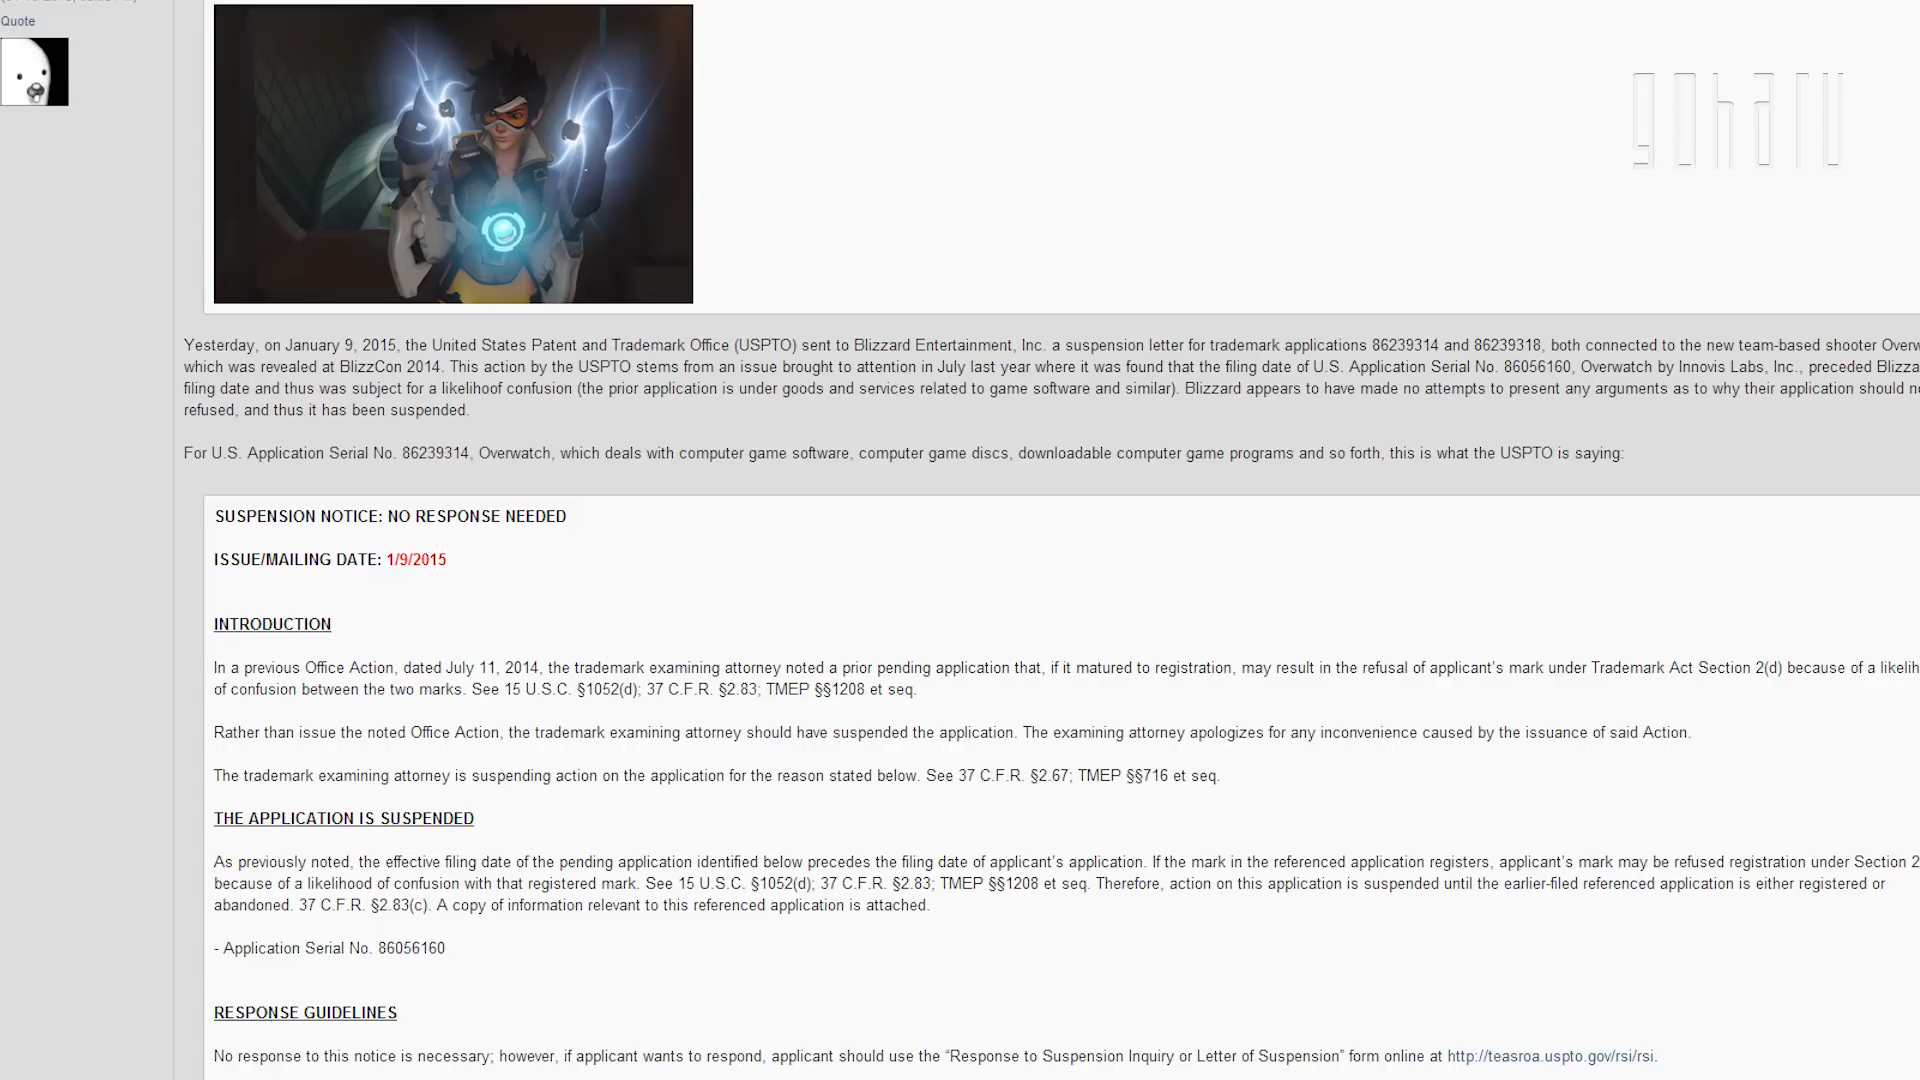 Quote
goharu
Yesterday, on January 9, 2015, the United States Patent and Trademark Office (USPTO) sent to Blizzard Entertainment, Inc. a suspension letter for trademark applications 86239314 and 86239318, both connected to the new team-based shooter
which was revealed at BlizzCon 2014. This action by the USPTO stems from an issue brought to attention in July last year where it was found that the filing date of U.S. Application Serial No. 86056160, Overwatch by Innovis Labs, Inc., preceded
filing date and thus was subject for a likelihoof confusion (the prior application is under goods and services related to game software and similar). Blizzard appears to have made no attempts to present any arguments as to why their application should
refused, and thus it has been suspended.
For U.S. Application Serial No. 86239314, Overwatch, which deals with computer game software, computer game discs, downloadable computer game programs and so forth, this is what the USPTO is saying:
SUSPENSION NOTICE: NO RESPONSE NEEDED
ISSUE/MAILING DATE: 1/9/2015
INTRODUCTION
In a previous Office Action, dated July 11, 2014, the trademark examining attorney noted a prior pending application that, if it matured to registration, may result in the refusal of applicant's mark under Trademark Act Section 2(d) because of a
of confusion between the two marks. See 15 U.S.C. §1052(d); 37 C.F.R. §2.83; TMEP §§1208 et seq.
Rather than issue the noted Office Action, the trademark examining attorney should have suspended the application. The examining attorney apologizes for any inconvenience caused by the issuance of said Action.
The trademark examining attorney is suspending action on the application for the reason stated below. See 37 C.F.R. §2.67; TMEP §§716 et seq.
THE APPLICATION IS SUSPENDED
As previously noted, the effective filing date of the pending application identified below precedes the filing date of applicant's application. If the mark in the referenced application registers, applicant's mark may be refused registration under Section
because of a likelihood of confusion with that registered mark. See 15 U.S.C. §1052(d); 37 C.F.R. §2.83; TMEP §§1208 et seq. Therefore, action on this application is suspended until the earlier-filed referenced application is either registered or
abandoned. 37 C.F.R. §2.83(c). A copy of information relevant to this referenced application is attached.
- Application Serial No. 86056160
RESPONSE GUIDELINES
No response to this notice is necessary; however, if applicant wants to respond, applicant should use the “Response to Suspension Inquiry or Letter of Suspension” form online at http://teasroa.uspto.gov/rsi/rsi.